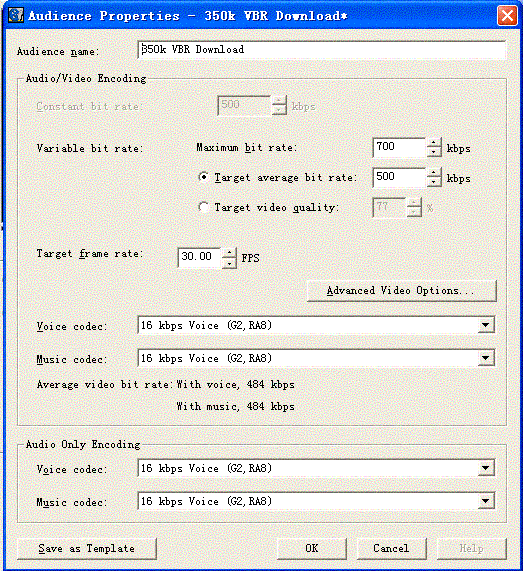 Audience Properties - 350k VBR Download*
Audience name: 350k VBR Download
Audio/Video Encoding
Constant bit rate: 500 kbps
Variable bit rate: Maximum bit rate: 700 kbps
Target average bit rate: 500 kbps
Target video quality: 77 %
Target frame rate: 30.00 FPS
Advanced Video Options...
Voice codec: 16 kbps Voice (G2,RA8)
Music codec: 16 kbps Voice (G2,RA8)
Average video bit rate: With voice, 484 kbps
With music, 484 kbps
Audio Only Encoding
Voice codec: 16 kbps Voice (G2,RA8)
Music codec: 16 kbps Voice (G2,RA8)
Save as Template OK Cancel Help